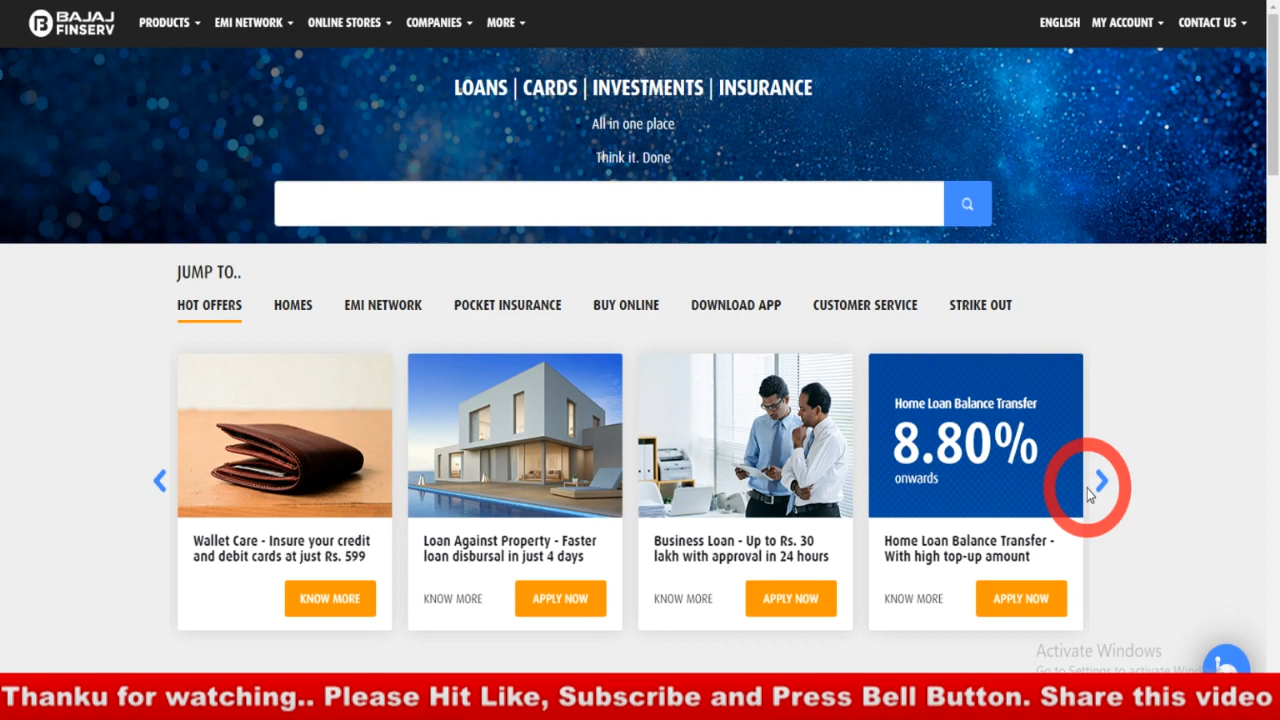 BAJAJ
FINSERV
PRODUCTS
EMI NETWORK
ONLINE STORES
COMPANIES
MORE
ENGLISH
MY ACCOUNT
CONTACT US
LOANS | CARDS | INVESTMENTS | INSURANCE
All in one place
Think it. Done
JUMP TO..
HOT OFFERS
HOMES
EMI NETWORK
POCKET INSURANCE
BUY ONLINE
DOWNLOAD APP
CUSTOMER SERVICE
STRIKE OUT
Home Loan Balance Transfer
8.80%
onwards
Wallet Care - Insure your credit
and debit cards at just Rs. 599
KNOW MORE
Loan Against Property - Faster
loan disbursal in just 4 days
KNOW MORE
APPLY NOW
Business Loan - Up to Rs. 30
lakh with approval in 24 hours
KNOW MORE
APPLY NOW
Home Loan Balance Transfer -
With high top-up amount
KNOW MORE
APPLY NOW
Activate Windows
Go to Settings to activate Wind
Thanku for watching.. Please Hit Like, Subscribe and Press Bell Button. Share this video